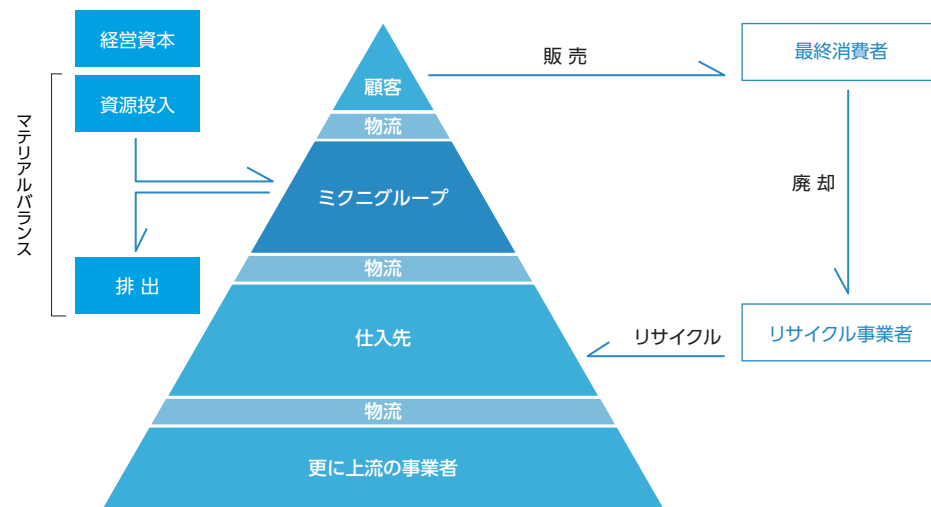 経営資本
資源投入
マテリアルバランス
排 出
顧客
物流
ミクニグループ
物流
仕入先
物流
更に上流の事業者
販 売
最終消費者
廃 却
リサイクル
リサイクル事業者